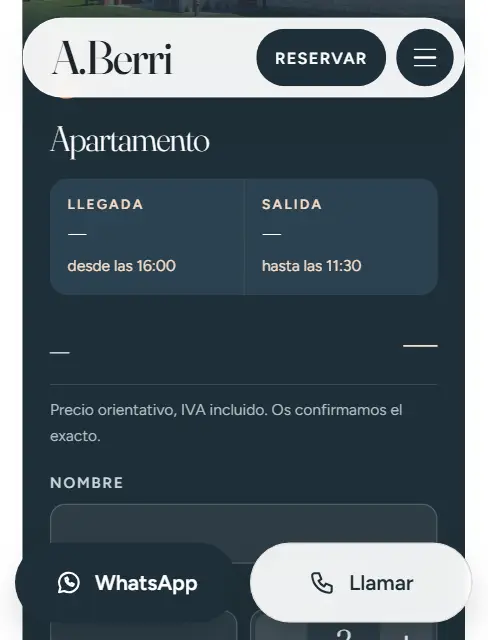 A.Berri
RESERVAR
Apartamento
LLEGADA
—
desde las 16:00
SALIDA
—
hasta las 11:30
— —
Precio orientativo, IVA incluido. Os confirmamos el
exacto.
NOMBRE
WhatsApp
Llamar